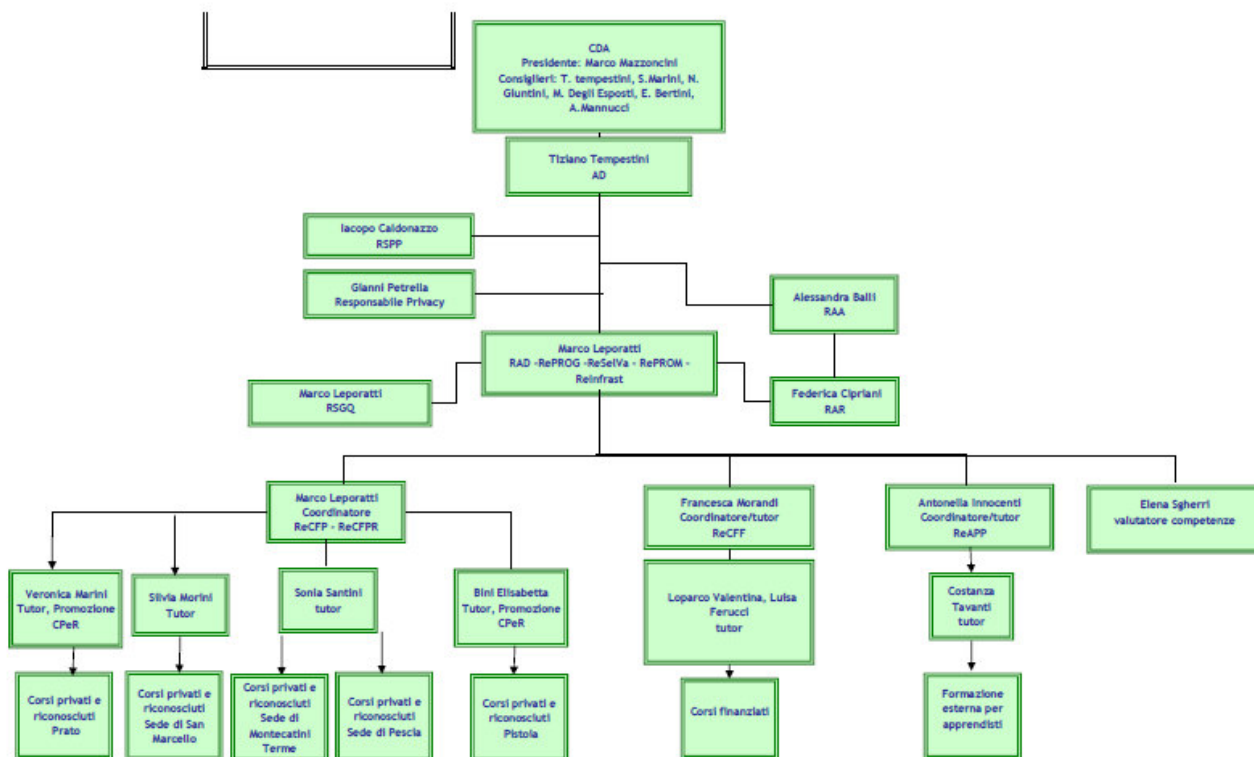 CDA
Presidente: Marco Mazzoncini
Consiglieri: T. tempestini, S.Marini, N.
Giuntini, M. Degli Esposti, E. Bertini,
A.Mannucci
Tiziano Tempestini
AD
Iacopo Caldonazzo
RSPP
Gianni Petrella
Responsabile Privacy
Alessandra Balli
RAA
Marco Leporatti
RAD -RePROG -ReSelVa - RePROM -
Reinfrast
Marco Leporatti
RSGQ
Federica Cipriani
RAR
Marco Leporatti
Coordinatore
ReCFP - ReCFPR
Francesca Morandi
Coordinatore/tutor
ReCFF
Antonella Innocenti
Coordinatore/tutor
ReAPP
Elena Sgherri
valutatore competenze
Veronica Marini
Tutor, Promozione
CPeR
Silvia Morini
Tutor
Sonia Santini
tutor
Bini Elisabetta
Tutor, Promozione
CPeR
Loparco Valentina, Luisa
Ferucci
tutor
Costanza
Tavanti
tutor
Corsi privati e
riconosciuti
Prato
Corsi privati e
riconosciuti
Sede di San
Marcello
Corsi privati e
riconosciuti
Sede di
Montecatini
Terme
Corsi privati e
riconosciuti
Sede di Pescia
Corsi privati e
riconosciuti
Pistoia
Corsi finanziati
Formazione
esterna per
apprendisti